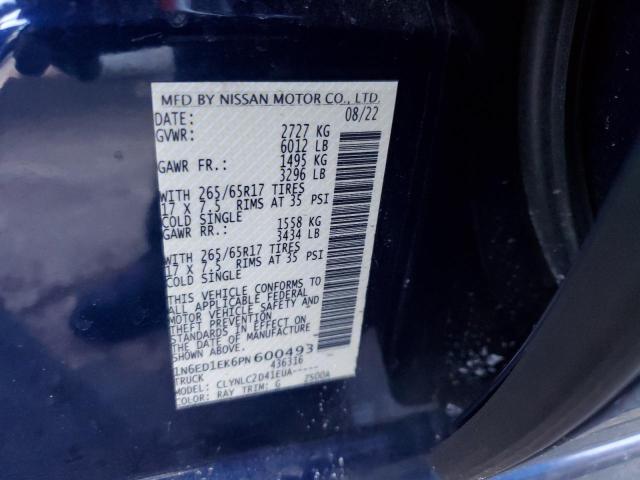 MFD BY NISSAN MOTOR CO., LTD.
DATE: 08/22
GVWR: 2727 KG
6012 LB
GAWR FR.: 1495 KG
3296 LB
WITH 265/65R17 TIRES
17 X 7.5 RIMS AT 35 PSI
COLD SINGLE
GAWR RR.: 1558 KG
3434 LB
WITH 265/65R17 TIRES
17 X 7.5 RIMS AT 35 PSI
COLD SINGLE
THIS VEHICLE CONFORMS TO
ALL APPLICABLE FEDERAL
MOTOR VEHICLE SAFETY AND
THEFT PREVENTION
STANDARDS IN EFFECT ON
THE DATE OF MANUFACTURE
SHOWN ABOVE.
1N6ED1EK6PN600493
TRUCK 436316
MODEL: CLYNLC2D41EUA-----
COLOR: RAY TRIM: G 7500A